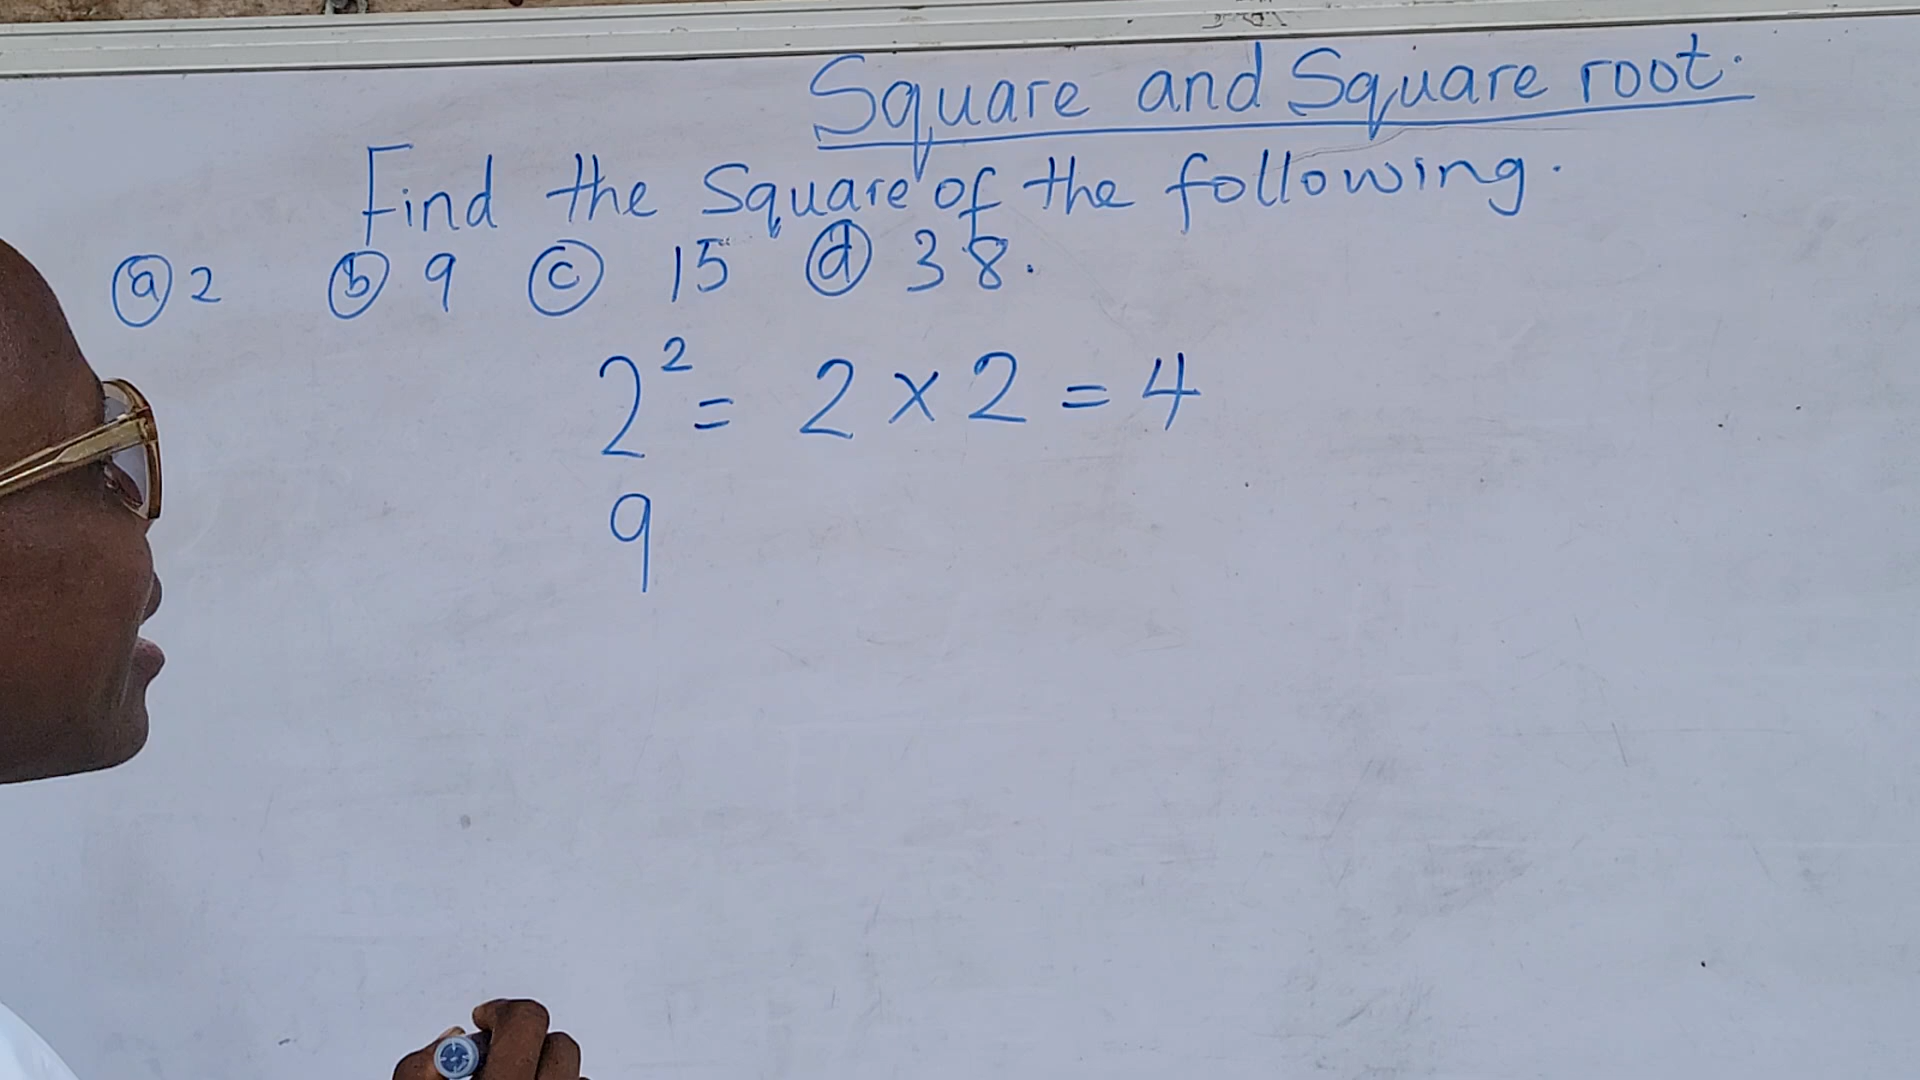 Square and Square root.
Find the Square of the following.
ⓐ 2 ⓑ 9 ⓒ 15 ⓓ 38.
2² = 2 × 2 = 4
9